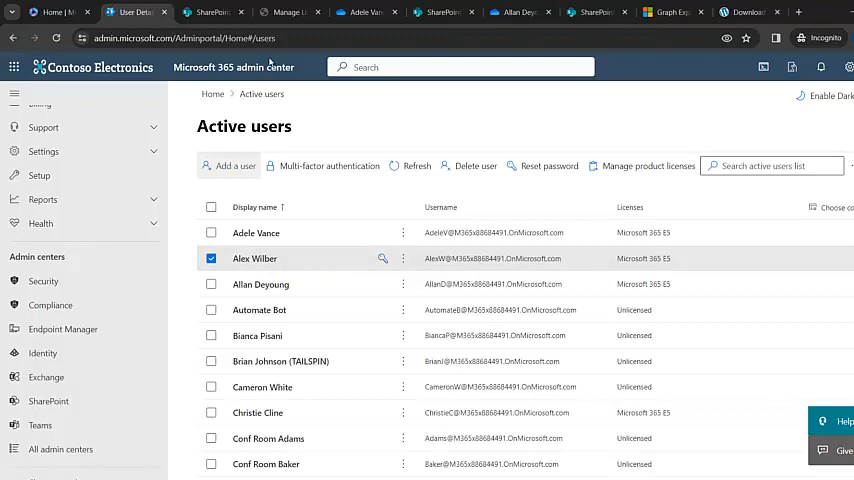 Home | M
User Detai
SharePoint
Manage U
Adele Vanc
SharePoint
Allan Deyo
SharePoint
Graph Exp
Download
admin.microsoft.com/Adminportal/Home#/users
Incognito
Contoso Electronics
Microsoft 365 admin center
Search
Home > Active users
Enable Dark
Billing
Support
Settings
Setup
Reports
Health
Admin centers
Security
Compliance
Endpoint Manager
Identity
Exchange
SharePoint
Teams
All admin centers
Active users
Add a user
Multi-factor authentication
Refresh
Delete user
Reset password
Manage product licenses
Search active users list
Display name ↑ Username Licenses Choose co
Adele Vance AdeleV@M365x88684491.OnMicrosoft.com Microsoft 365 E5
Alex Wilber AlexW@M365x88684491.OnMicrosoft.com Microsoft 365 E5
Allan Deyoung AllanD@M365x88684491.OnMicrosoft.com Microsoft 365 E5
Automate Bot AutomateB@M365x88684491.OnMicrosoft.com Unlicensed
Bianca Pisani BiancaP@M365x88684491.OnMicrosoft.com Unlicensed
Brian Johnson (TAILSPIN) BrianJ@M365x88684491.OnMicrosoft.com Unlicensed
Cameron White CameronW@M365x88684491.OnMicrosoft.com Unlicensed
Christie Cline ChristieC@M365x88684491.OnMicrosoft.com Microsoft 365 E5
Conf Room Adams Adams@M365x88684491.OnMicrosoft.com Unlicensed
Conf Room Baker Baker@M365x88684491.OnMicrosoft.com Unlicensed
Help
Give